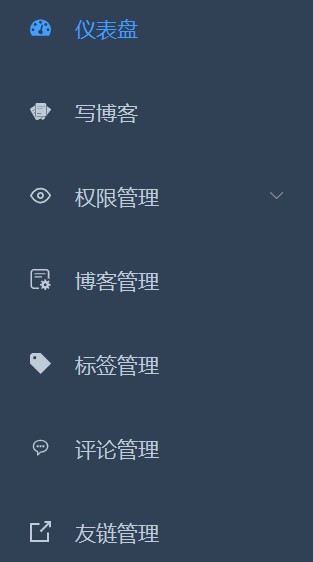 仪表盘
写博客
权限管理
博客管理
标签管理
评论管理
友链管理